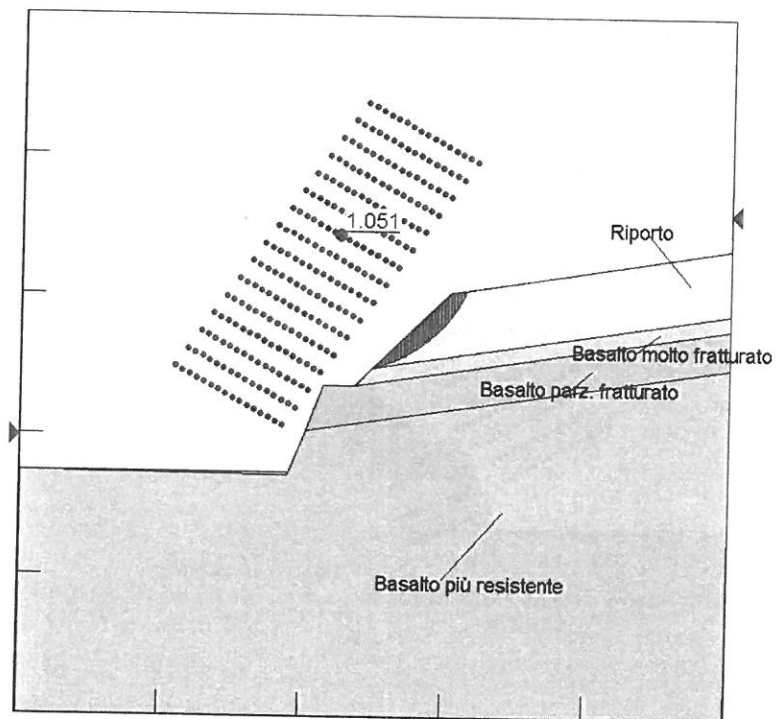 1.051
Riporto
Basalto molto fratturato
Basalto parz. fratturato
Basalto più resistente